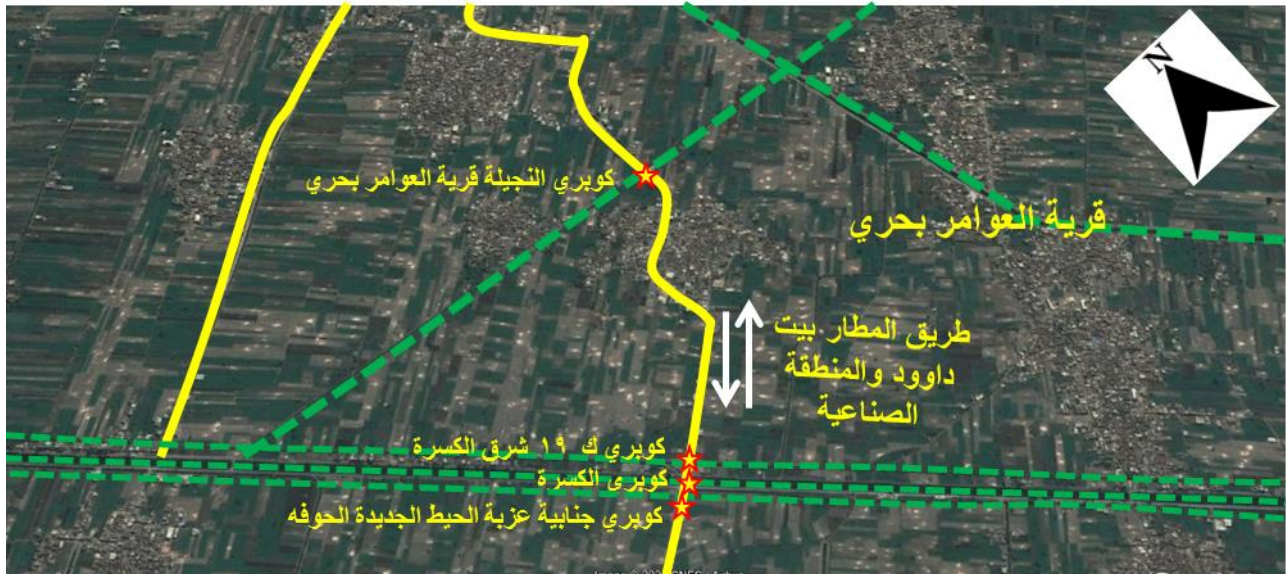 N
كوبري النجيلة قرية العوامر بحري
قرية العوامر بحري
طريق المطار بيت
داوود والمنطقة
الصناعية
كوبري ك ١٩ شرق الكسرة
كوبرى الكسرة
كوبري جنابية عزبة الحيط الجديدة الحوفه